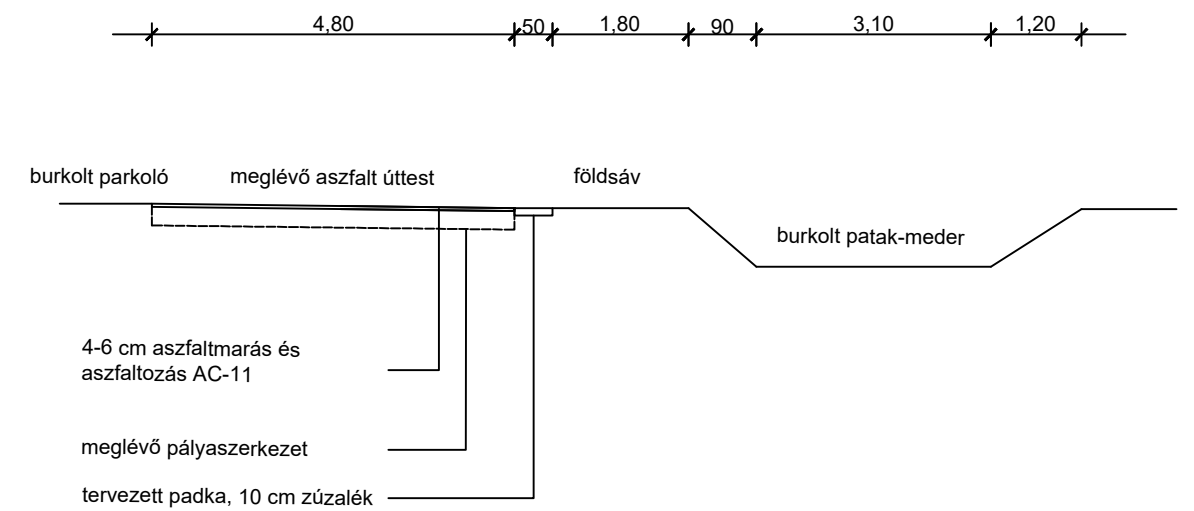 4,80 50 1,80 90 3,10 1,20
burkolt parkoló meglévő aszfalt úttest földsáv
burkolt patak-meder
4-6 cm aszfaltmarás és
aszfaltozás AC-11
meglévő pályaszerkezet
tervezett padka, 10 cm zúzalék